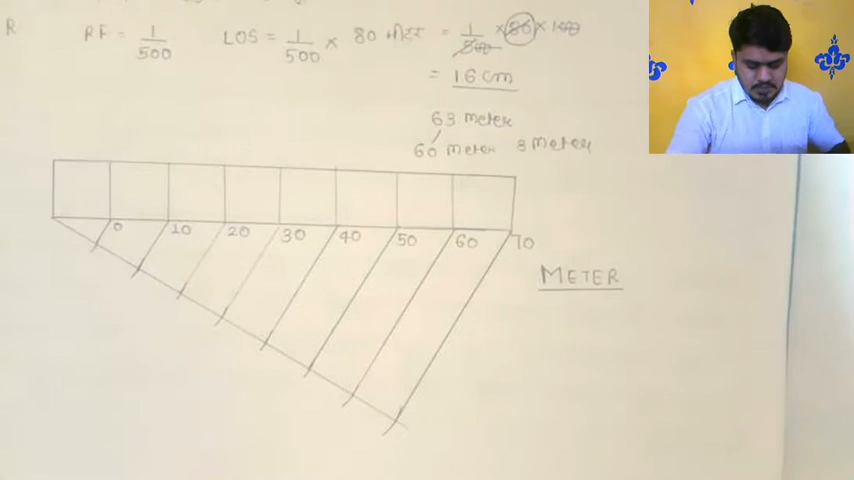 R RF = 1/500 LOS = 1/500 × 80 मीटर = 1/500 × 80 × 100
= 16 cm
63 meter
60 meter 3 meter
0 10 20 30 40 50 60 70
METER